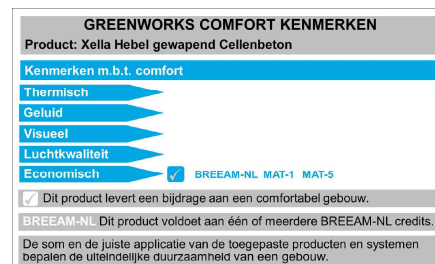 GREENWORKS COMFORT KENMERKEN
Product: Xella Hebel gewapend Cellenbeton
Kenmerken m.b.t. comfort
Thermisch
Geluid
Visueel
Luchtkwaliteit
Economisch BREEAM-NL MAT-1 MAT-5
Dit product levert een bijdrage aan een comfortabel gebouw.
BREEAM-NL Dit product voldoet aan één of meerdere BREEAM-NL credits.
De som en de juiste applicatie van de toegepaste producten en systemen
bepalen de uiteindelijke duurzaamheid van een gebouw.